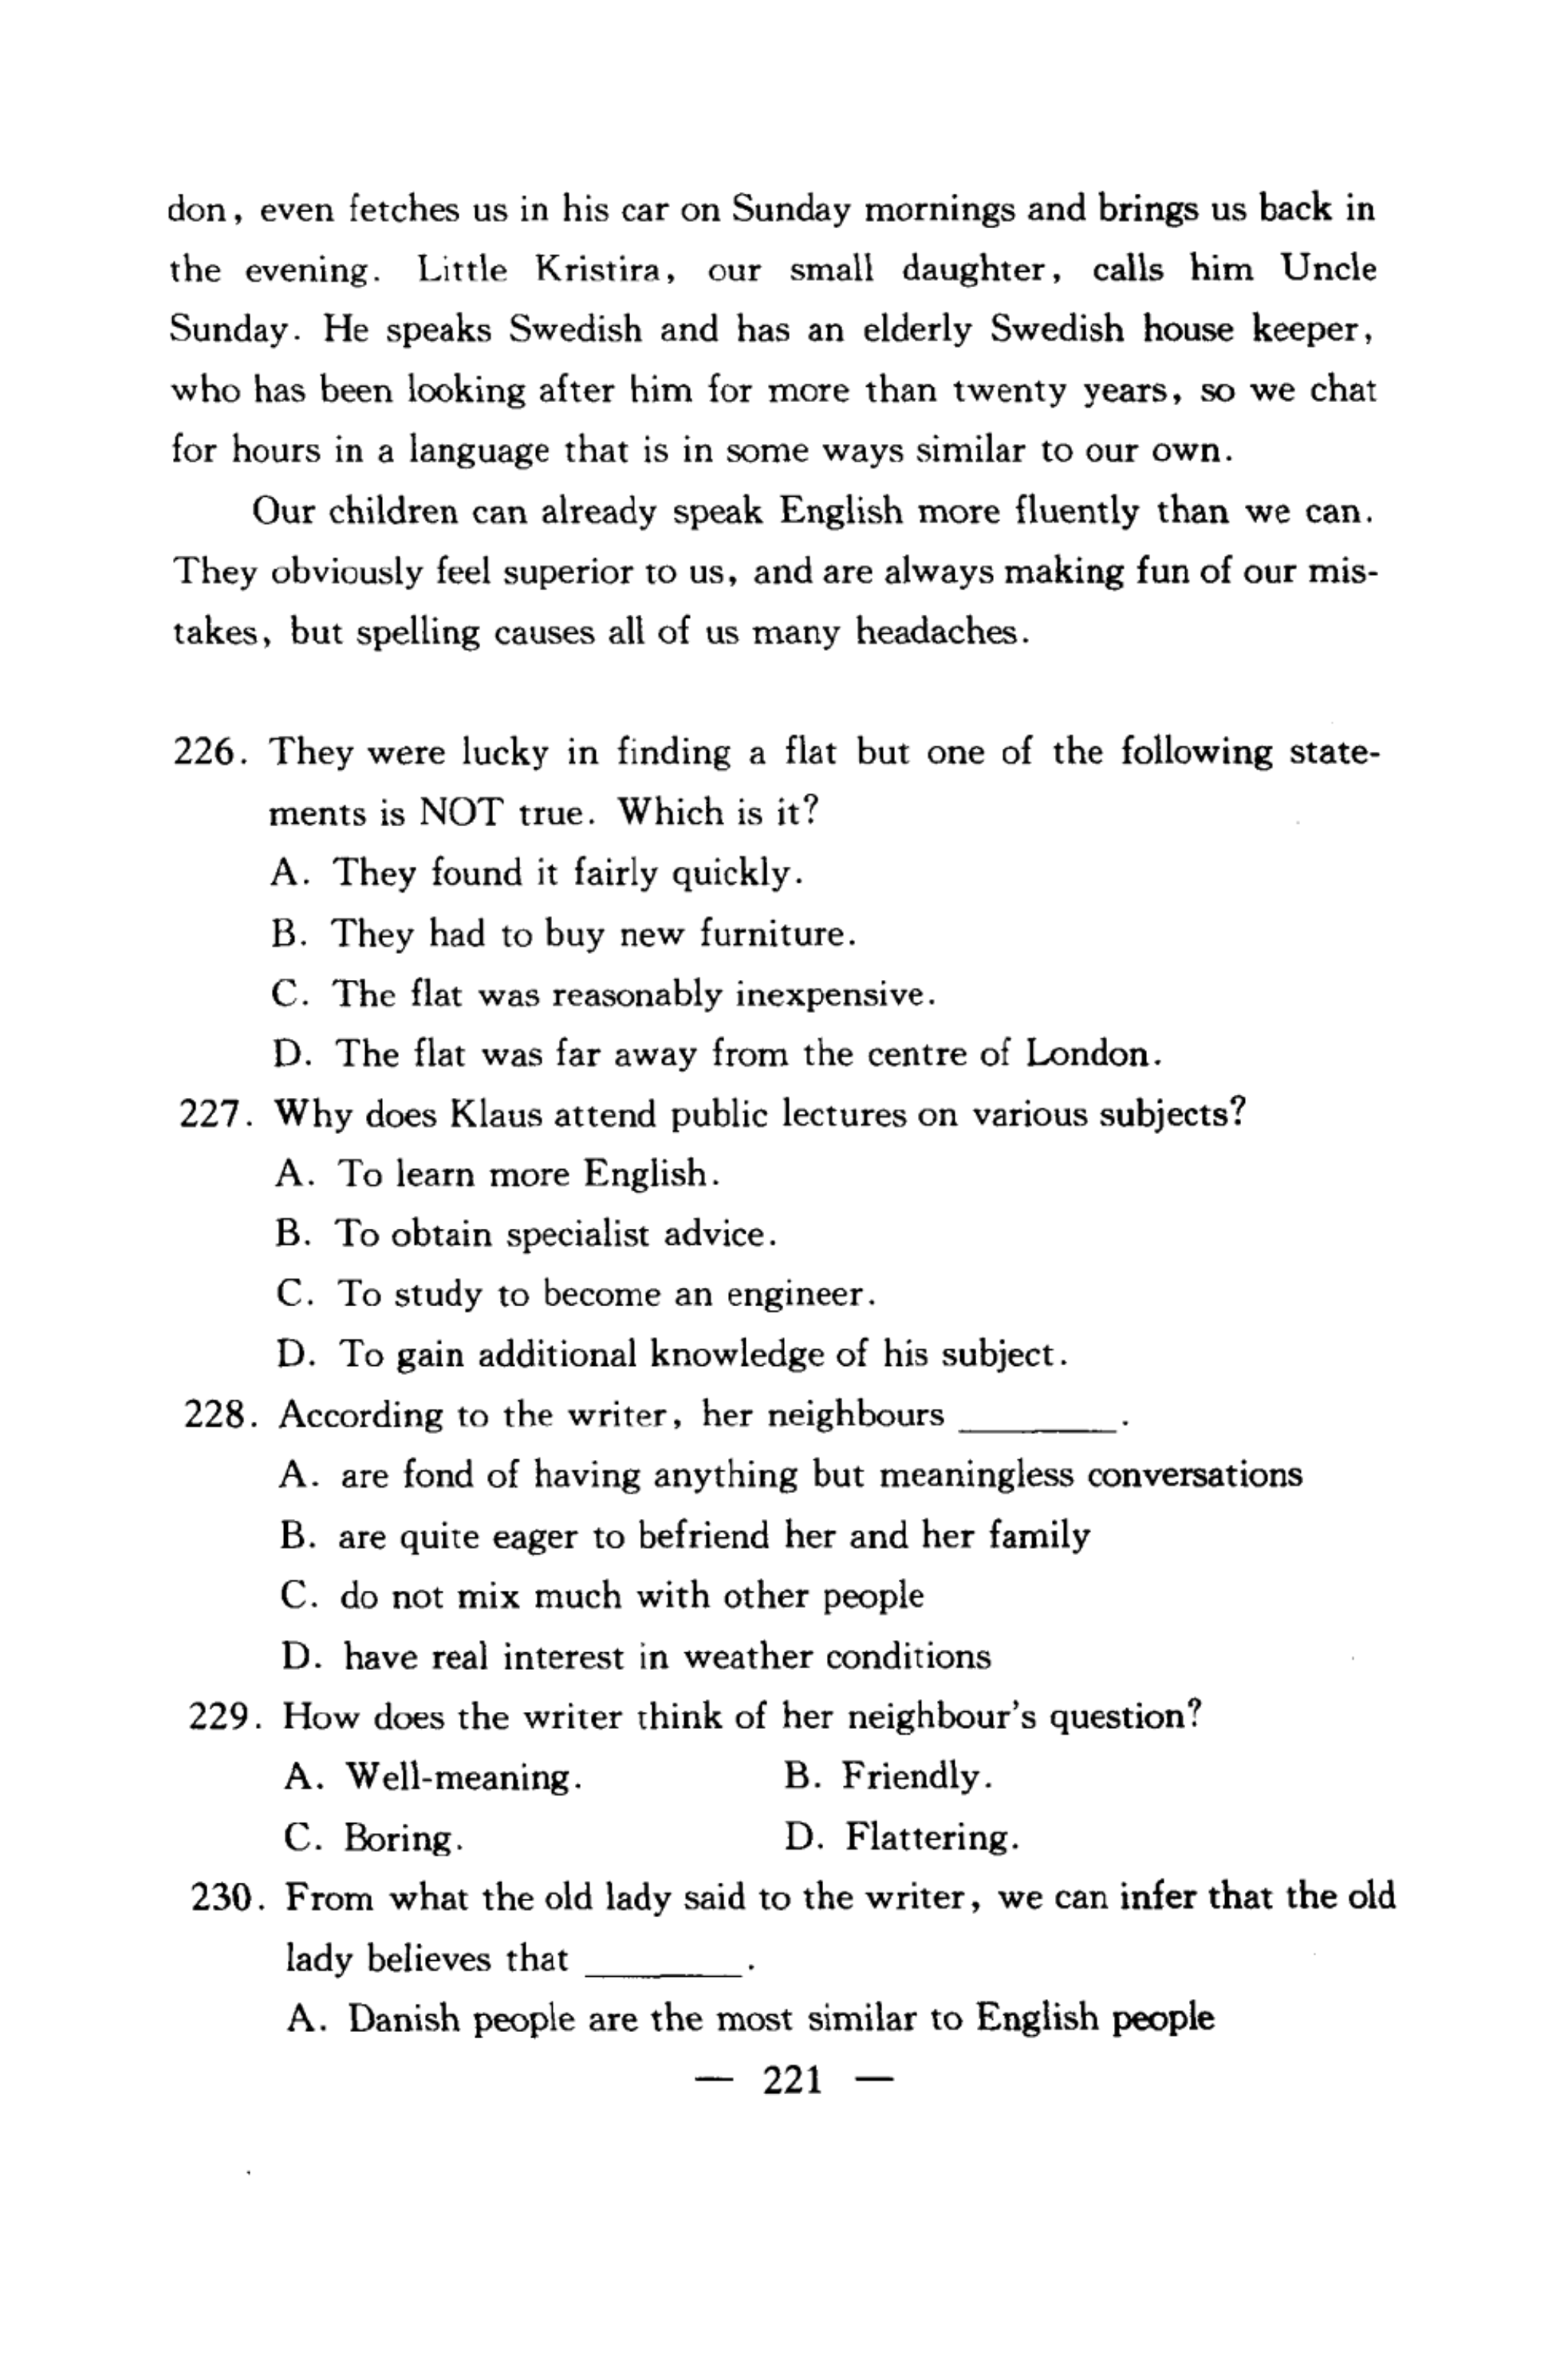 don, even fetches us in his car on Sunday mornings and brings us back in
the evening. Little Kristira, our small daughter, calls him Uncle
Sunday. He speaks Swedish and has an elderly Swedish house keeper,
who has been looking after him for more than twenty years, so we chat
for hours in a language that is in some ways similar to our own.
Our children can already speak English more fluently than we can.
They obviously feel superior to us, and are always making fun of our mis-
takes, but spelling causes all of us many headaches.
226. They were lucky in finding a flat but one of the following state-
ments is NOT true. Which is it?
A. They found it fairly quickly.
B. They had to buy new furniture.
C. The flat was reasonably inexpensive.
D. The flat was far away from the centre of London.
227. Why does Klaus attend public lectures on various subjects?
A. To learn more English.
B. To obtain specialist advice.
C. To study to become an engineer.
D. To gain additional knowledge of his subject.
228. According to the writer, her neighbours ________.
A. are fond of having anything but meaningless conversations
B. are quite eager to befriend her and her family
C. do not mix much with other people
D. have real interest in weather conditions
229. How does the writer think of her neighbour's question?
A. Well-meaning. B. Friendly.
C. Boring. D. Flattering.
230. From what the old lady said to the writer, we can infer that the old
lady believes that ________.
A. Danish people are the most similar to English people
— 221 —